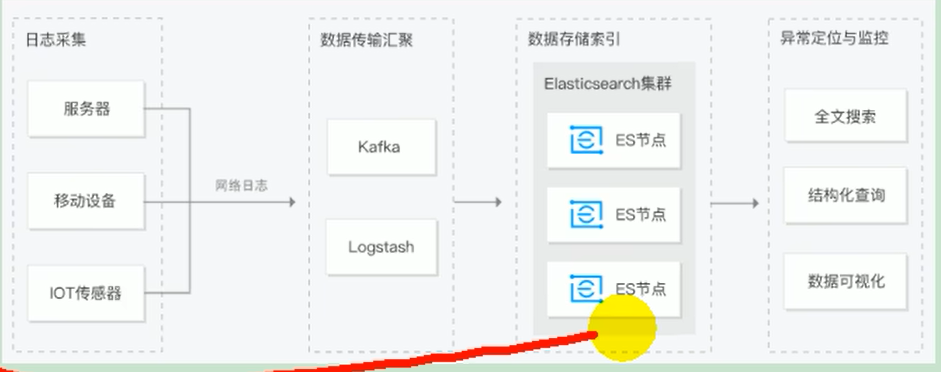 日志采集
服务器
移动设备
IOT传感器
网络日志
数据传输汇聚
Kafka
Logstash
数据存储索引
Elasticsearch集群
ES节点
ES节点
ES节点
异常定位与监控
全文搜索
结构化查询
数据可视化